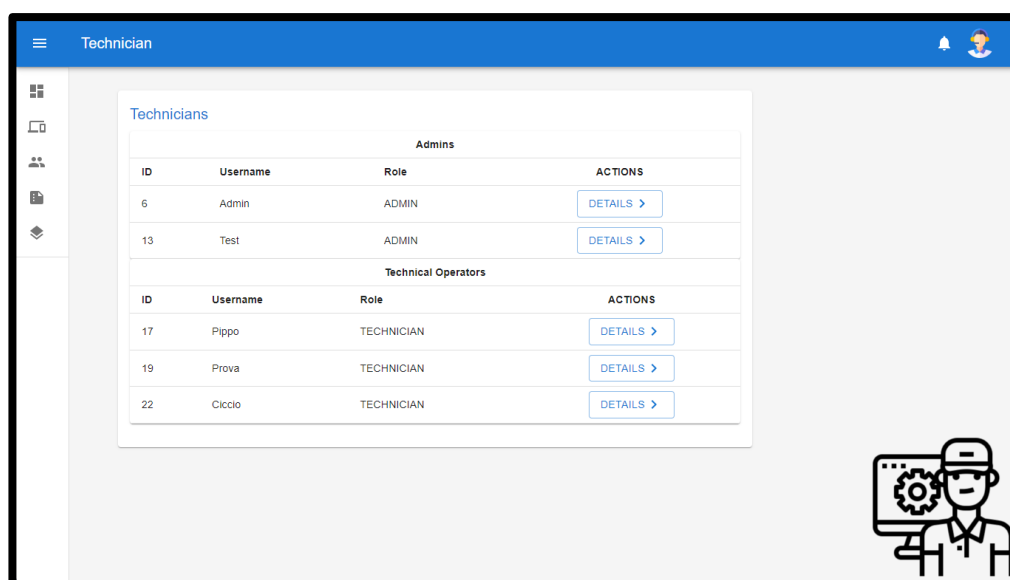 Technician
Technicians
Admins
ID Username Role ACTIONS
6 Admin ADMIN DETAILS
13 Test ADMIN DETAILS
Technical Operators
ID Username Role ACTIONS
17 Pippo TECHNICIAN DETAILS
19 Prova TECHNICIAN DETAILS
22 Ciccio TECHNICIAN DETAILS